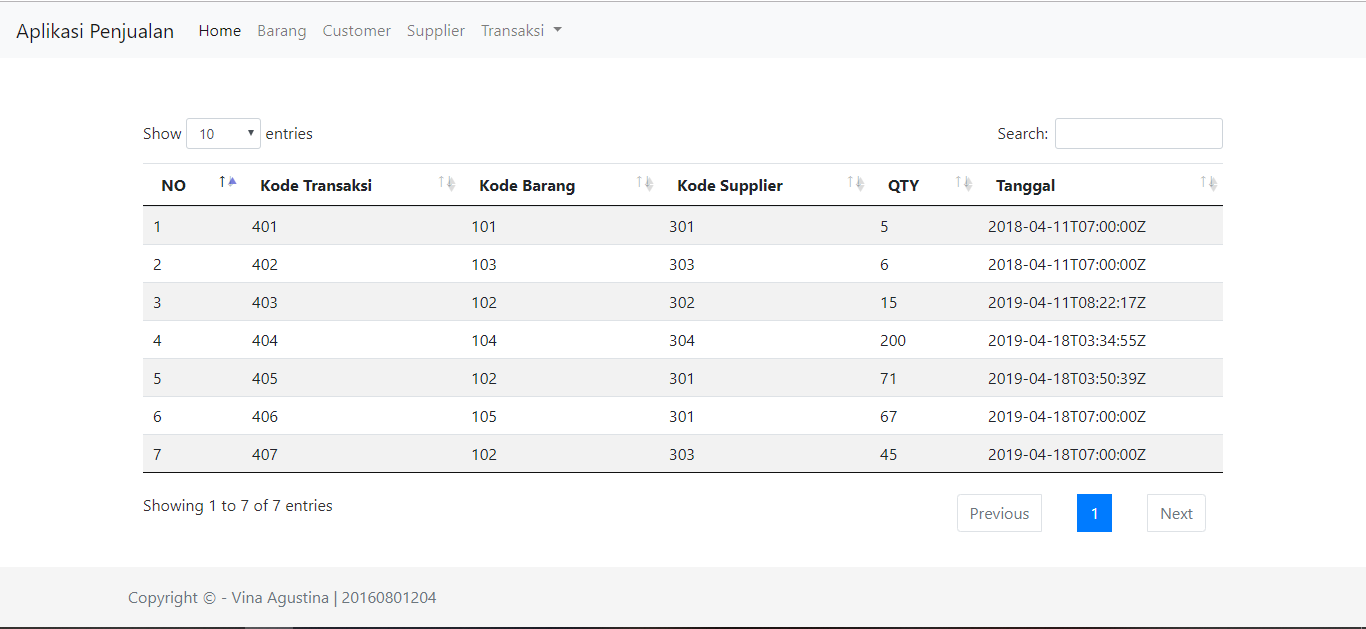 Aplikasi Penjualan Home Barang Customer Supplier Transaksi
Show 10 entries Search:
NO Kode Transaksi Kode Barang Kode Supplier QTY Tanggal
1 401 101 301 5 2018-04-11T07:00:00Z
2 402 103 303 6 2018-04-11T07:00:00Z
3 403 102 302 15 2019-04-11T08:22:17Z
4 404 104 304 200 2019-04-18T03:34:55Z
5 405 102 301 71 2019-04-18T03:50:39Z
6 406 105 301 67 2019-04-18T07:00:00Z
7 407 102 303 45 2019-04-18T07:00:00Z
Showing 1 to 7 of 7 entries Previous 1 Next
Copyright © - Vina Agustina | 20160801204